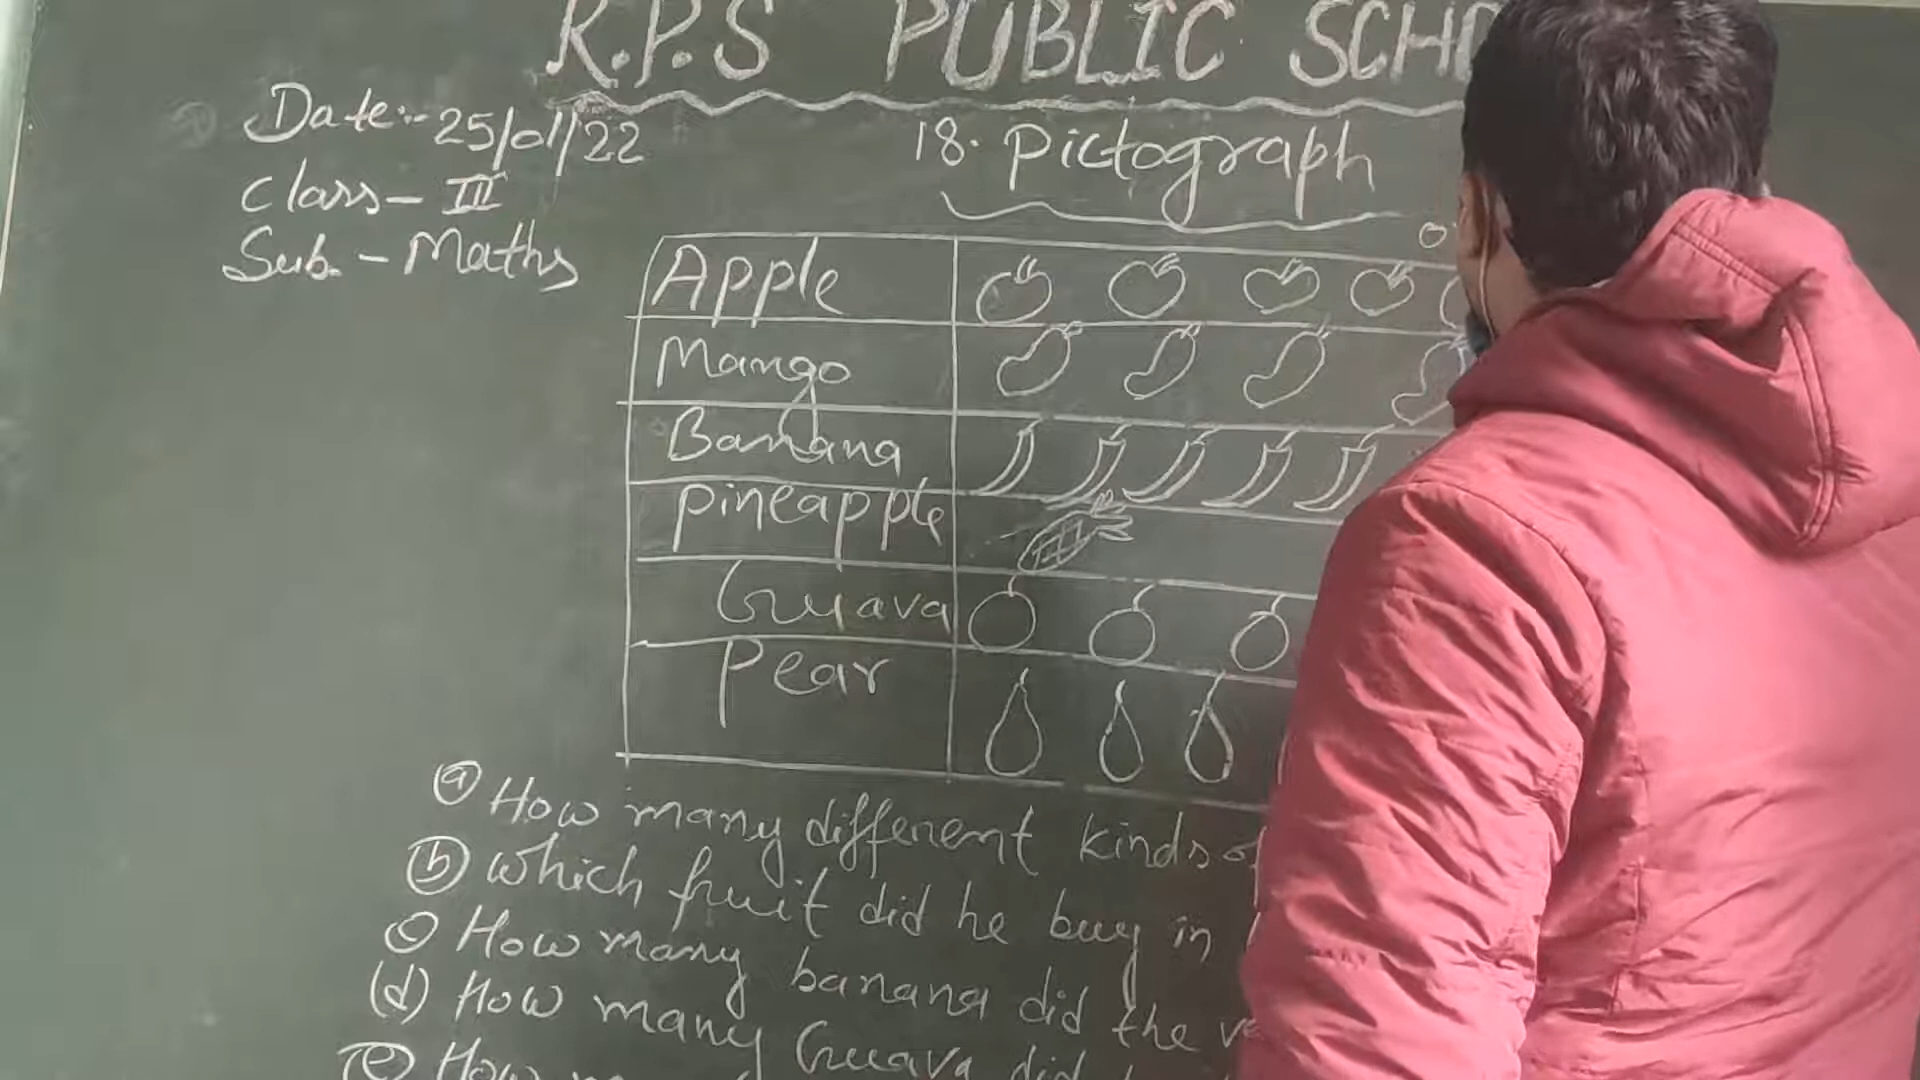 R.P.S PUBLIC SCHO
Date:- 25/01/22
Class - III
Sub. - Maths
18. Pictograph
Apple
Mango
Banana
Pineapple
Guava
Pear
(a) How many different kinds of
(b) Which fruit did he buy in
(c) How many banana did the
(d) How many Guava did
(e) How